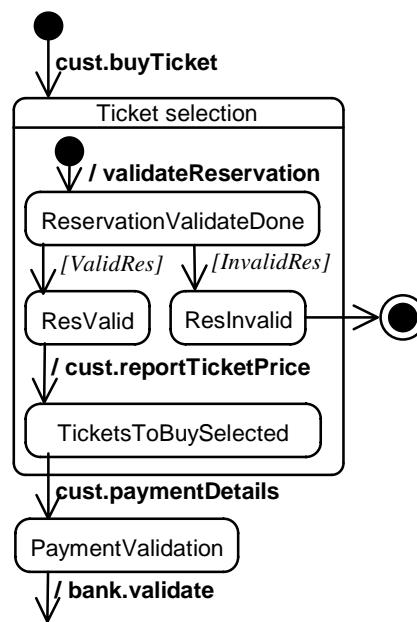 cust.buyTicket
Ticket selection
/ validateReservation
ReservationValidateDone
[ValidRes]
[InvalidRes]
ResValid
ResInvalid
/ cust.reportTicketPrice
TicketsToBuySelected
cust.paymentDetails
PaymentValidation
/ bank.validate